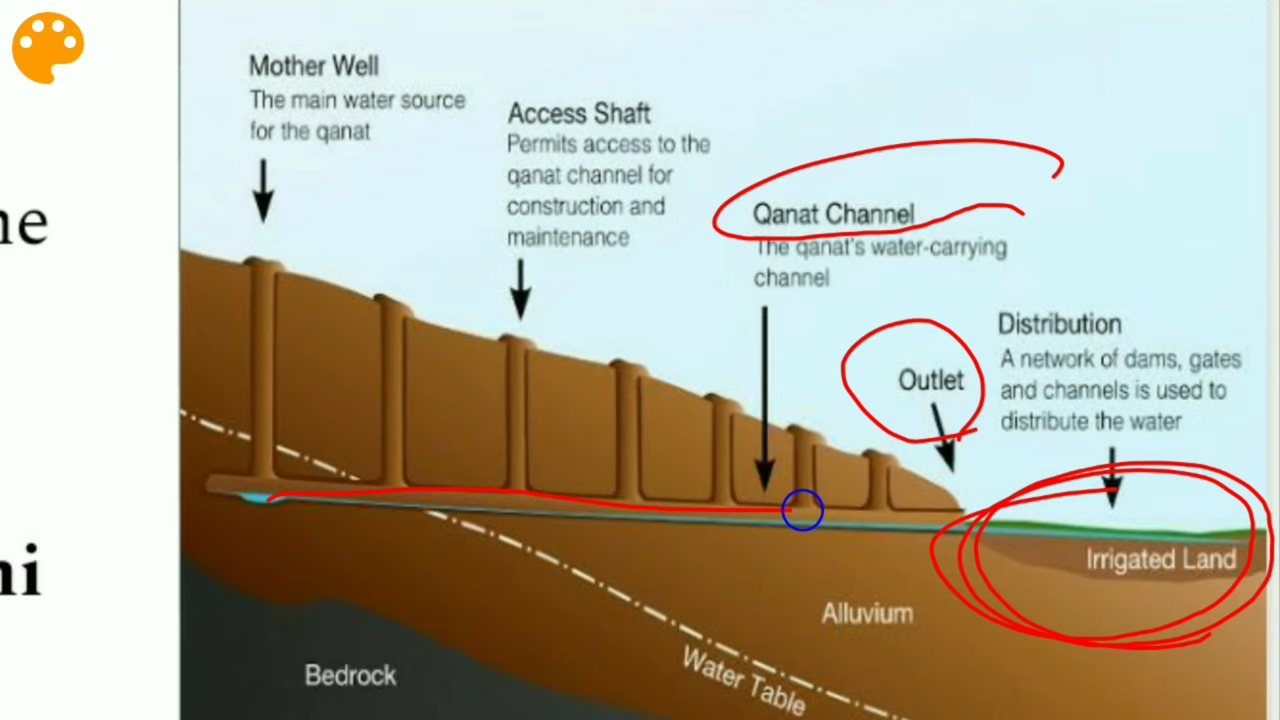 ne
ni
Mother Well
The main water source
for the qanat
Access Shaft
Permits access to the
qanat channel for
construction and
maintenance
Qanat Channel
The qanat's water-carrying
channel
Outlet
Distribution
A network of dams, gates
and channels is used to
distribute the water
Irrigated Land
Alluvium
Water Table
Bedrock